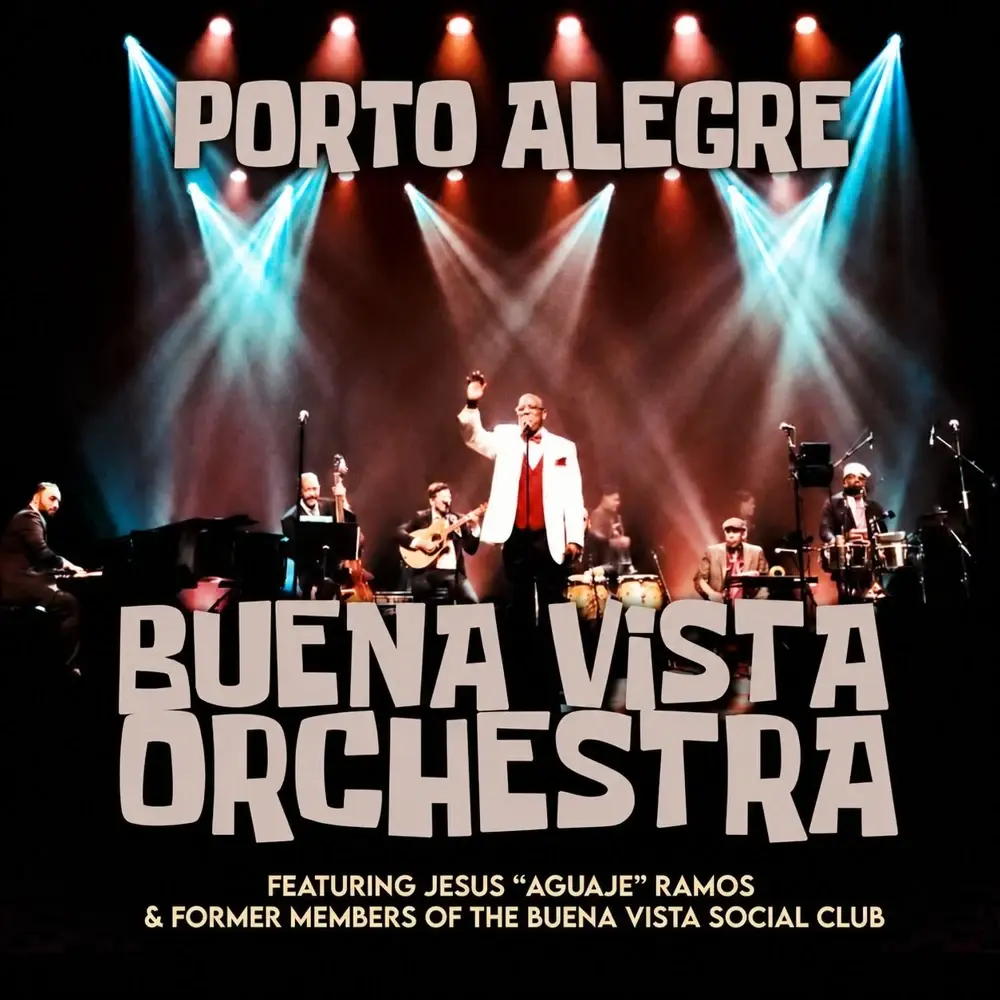 PORTO ALEGRE
BUENA ViSTA
ORCHESTRA
FEATURING JESUS “AGUAJE” RAMOS
& FORMER MEMBERS OF THE BUENA VISTA SOCIAL CLUB